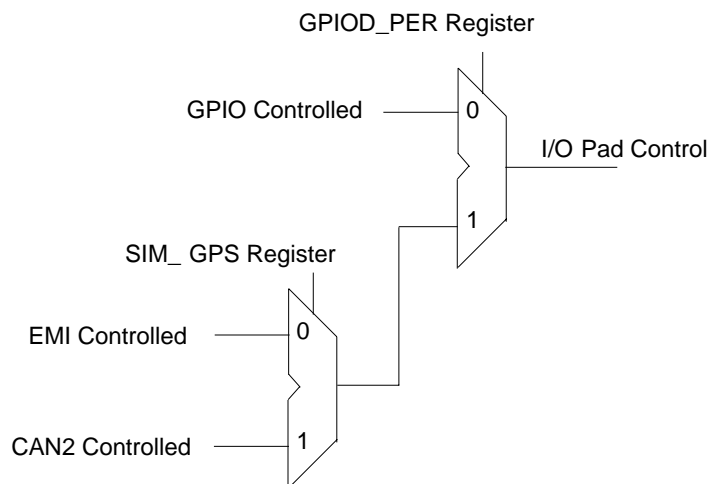 GPIOD_PER Register
GPIO Controlled
0
I/O Pad Control
1
SIM_ GPS Register
EMI Controlled
0
CAN2 Controlled
1